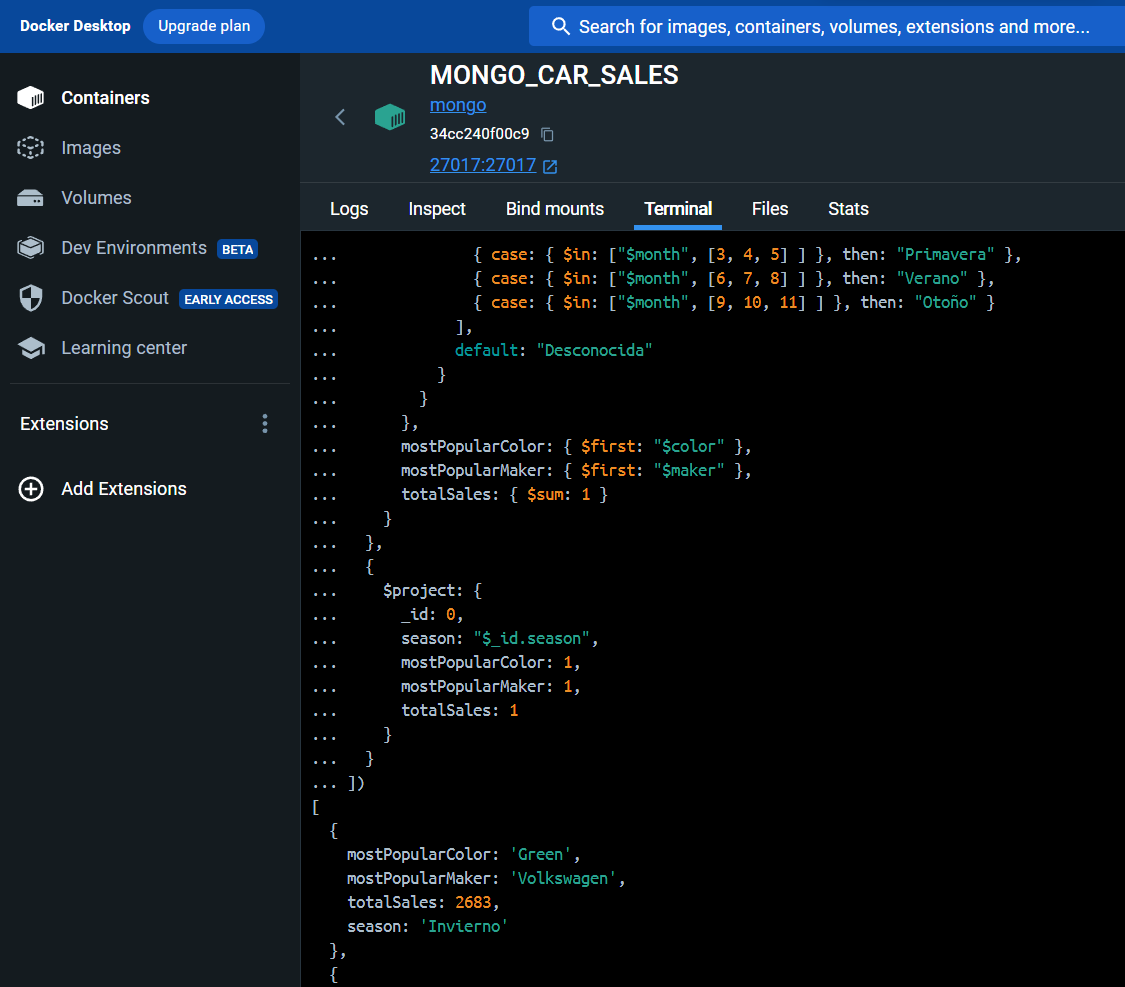 Docker Desktop
Upgrade plan
Search for images, containers, volumes, extensions and more...
Containers
Images
Volumes
Dev Environments BETA
Docker Scout EARLY ACCESS
Learning center
Extensions
Add Extensions
MONGO_CAR_SALES
mongo
34cc240f00c9
27017:27017
Logs Inspect Bind mounts Terminal Files Stats
...               { case: { $in: ["$month", [3, 4, 5] ] }, then: "Primavera" },
...               { case: { $in: ["$month", [6, 7, 8] ] }, then: "Verano" },
...               { case: { $in: ["$month", [9, 10, 11] ] }, then: "Otoño" }
...             ],
...             default: "Desconocida"
...           }
...         }
...       },
...       mostPopularColor: { $first: "$color" },
...       mostPopularMaker: { $first: "$maker" },
...       totalSales: { $sum: 1 }
...     }
...   },
...   {
...     $project: {
...       _id: 0,
...       season: "$_id.season",
...       mostPopularColor: 1,
...       mostPopularMaker: 1,
...       totalSales: 1
...     }
...   }
... ])
[
  {
    mostPopularColor: 'Green',
    mostPopularMaker: 'Volkswagen',
    totalSales: 2683,
    season: 'Invierno'
  },
  {